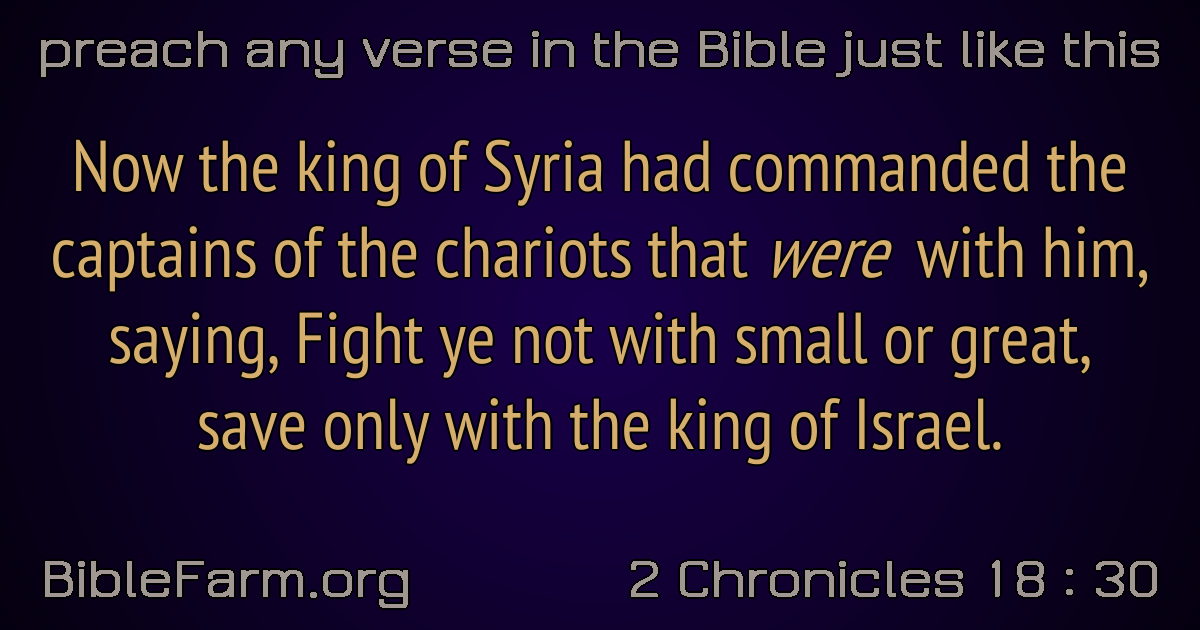 preach any verse in the Bible just like this
Now the king of Syria had commanded the
captains of the chariots that were with him,
saying, Fight ye not with small or great,
save only with the king of Israel.
BibleFarm.org
2 Chronicles 18 : 30